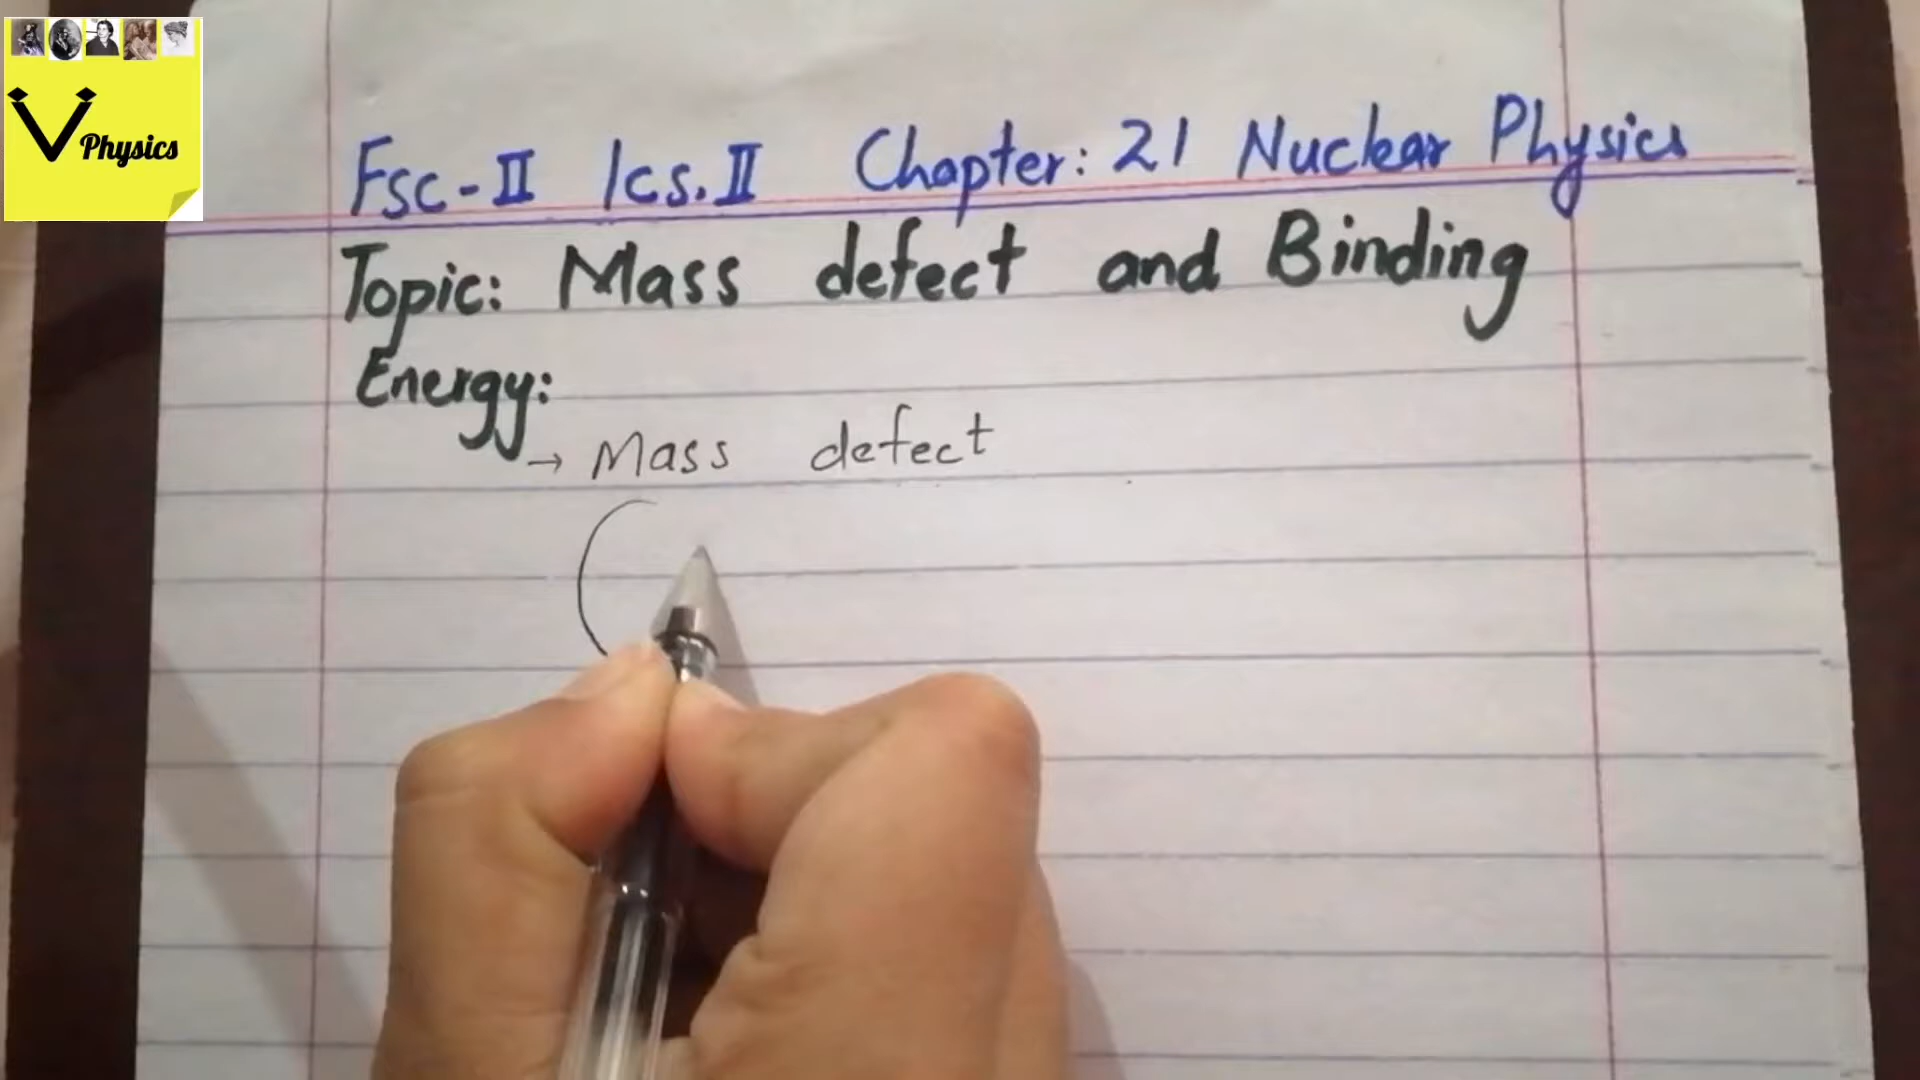 V Physics
Fsc-II Ics.II Chapter: 21 Nuclear Physics
Topic: Mass defect and Binding
Energy:
→ Mass defect